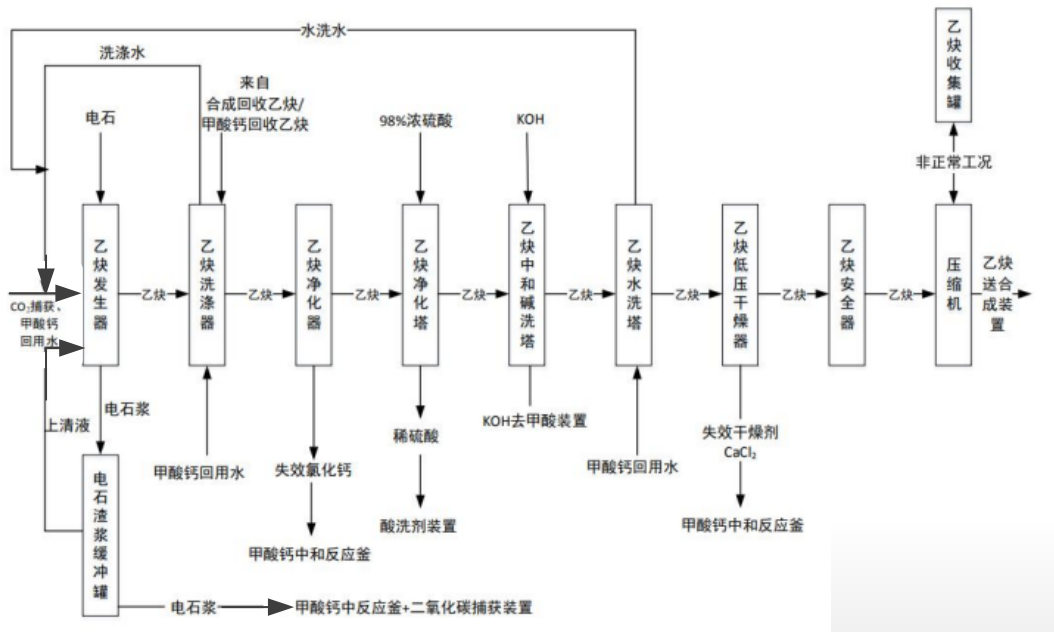 水洗水
洗涤水
来自
合成回收乙炔/
甲酸钙回收乙炔
电石
98%浓硫酸
KOH
乙炔收集罐
非正常工况
乙炔发生器
乙炔
乙炔洗涤器
乙炔
乙炔净化器
乙炔
乙炔净化塔
乙炔
乙炔中和碱洗塔
乙炔
乙炔水洗塔
乙炔
乙炔低压干燥器
乙炔
乙炔安全器
乙炔
压缩机
乙炔
送合
成装
置
CO₂捕获、
甲酸钙
回用水
上清液
电石浆
甲酸钙回用水
失效氯化钙
甲酸钙中和反应釜
稀硫酸
酸洗剂装置
KOH去甲酸装置
甲酸钙回用水
失效干燥剂
CaCl₂
甲酸钙中和反应釜
电石渣浆缓冲罐
电石浆
甲酸钙中反应釜+二氧化碳捕获装置